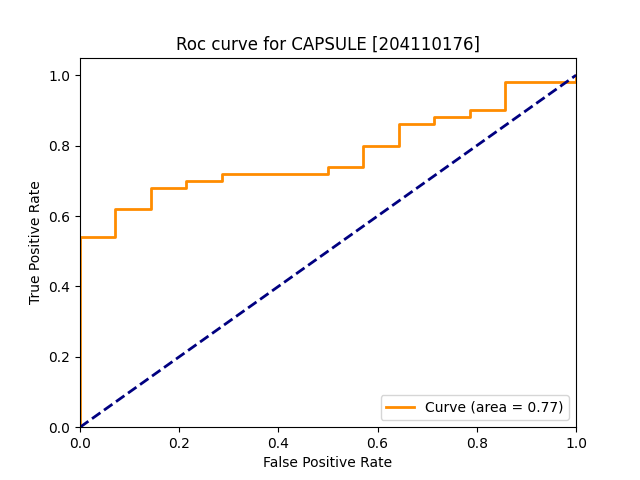 Roc curve for CAPSULE [204110176]
True Positive Rate
1.0
0.8
0.6
0.4
0.2
0.0
0.0 0.2 0.4 0.6 0.8 1.0
False Positive Rate
Curve (area = 0.77)